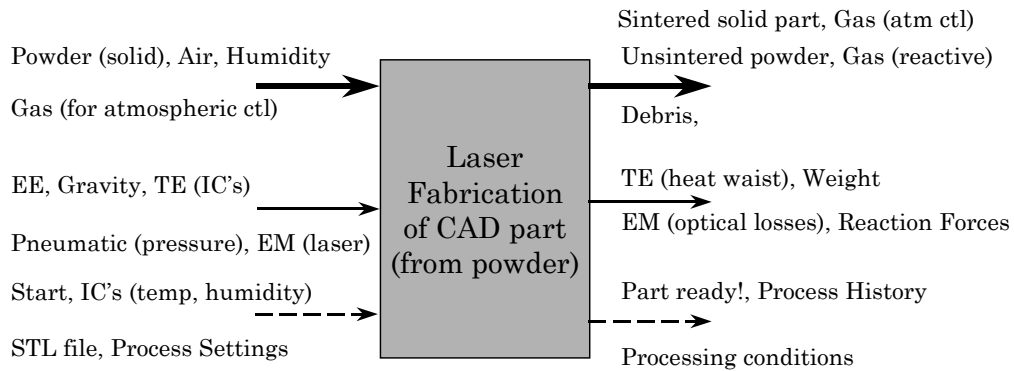 Sintered solid part, Gas (atm ctl)
Powder (solid), Air, Humidity
Unsintered powder, Gas (reactive)
Gas (for atmospheric ctl)
Debris,
Laser
Fabrication
of CAD part
(from powder)
EE, Gravity, TE (IC's)
TE (heat waist), Weight
Pneumatic (pressure), EM (laser)
EM (optical losses), Reaction Forces
Start, IC's (temp, humidity)
Part ready!, Process History
STL file, Process Settings
Processing conditions